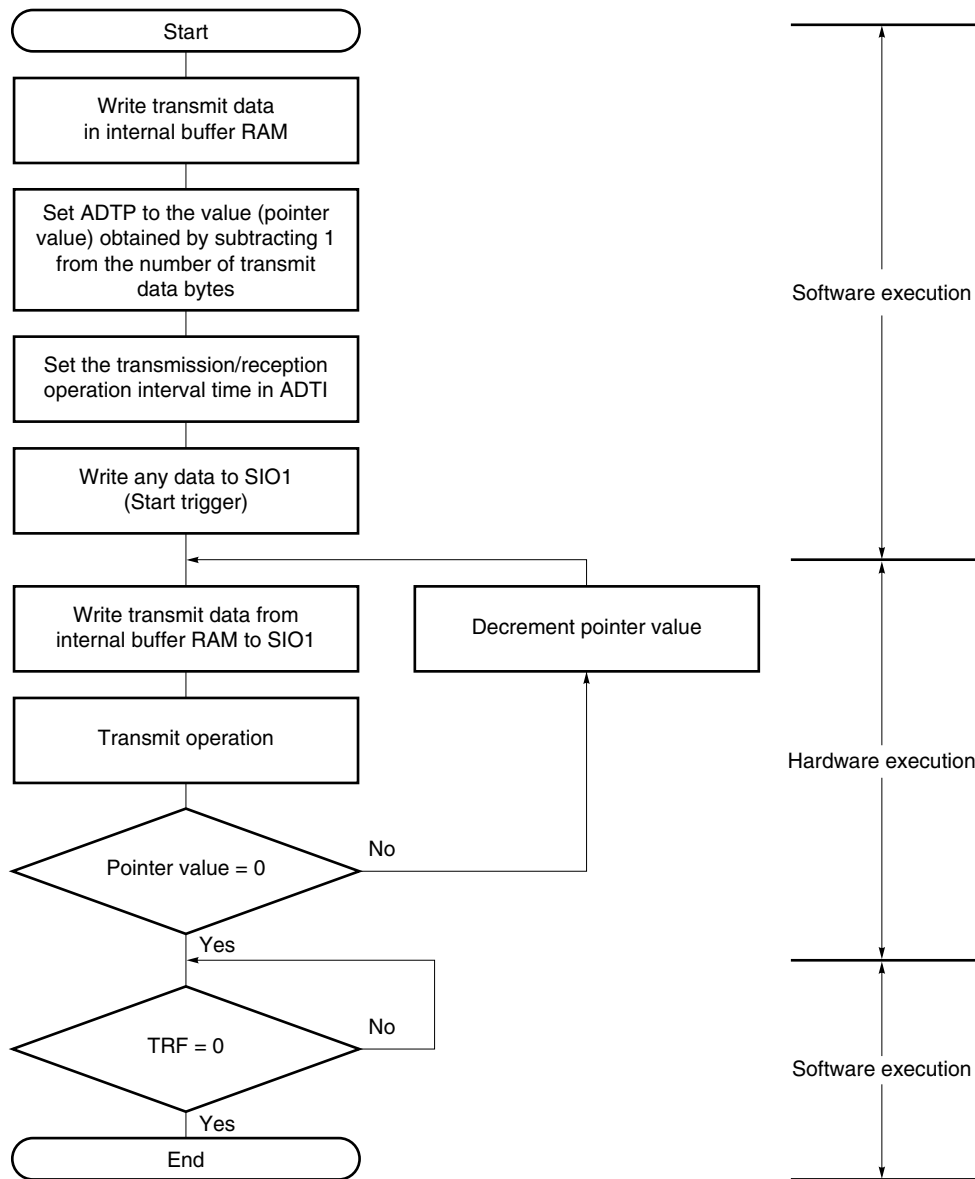 Start
Write transmit data
in internal buffer RAM
Set ADTP to the value (pointer
value) obtained by subtracting 1
from the number of transmit
data bytes
Software execution
Set the transmission/reception
operation interval time in ADTI
Write any data to SIO1
(Start trigger)
Write transmit data from
internal buffer RAM to SIO1
Decrement pointer value
Transmit operation
Hardware execution
Pointer value = 0
No
Yes
TRF = 0
No
Software execution
Yes
End